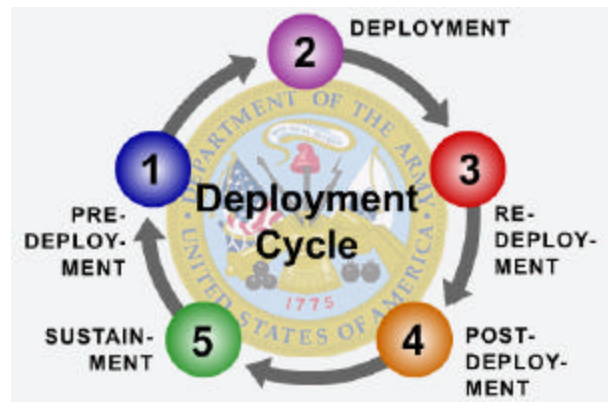 2
DEPLOYMENT
1
PRE-
DEPLOY-
MENT
3
RE-
DEPLOY-
MENT
4
POST-
DEPLOY-
MENT
5
SUSTAIN-
MENT
Deployment
Cycle
DEPARTMENT OF THE ARMY
UNITED STATES OF AMERICA
1775